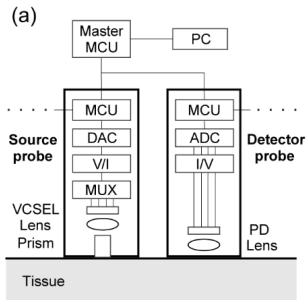 (a)
Master
MCU
PC
MCU
MCU
Source
probe
DAC
ADC
Detector
probe
V/I
I/V
MUX
VCSEL
Lens
Prism
PD
Lens
Tissue